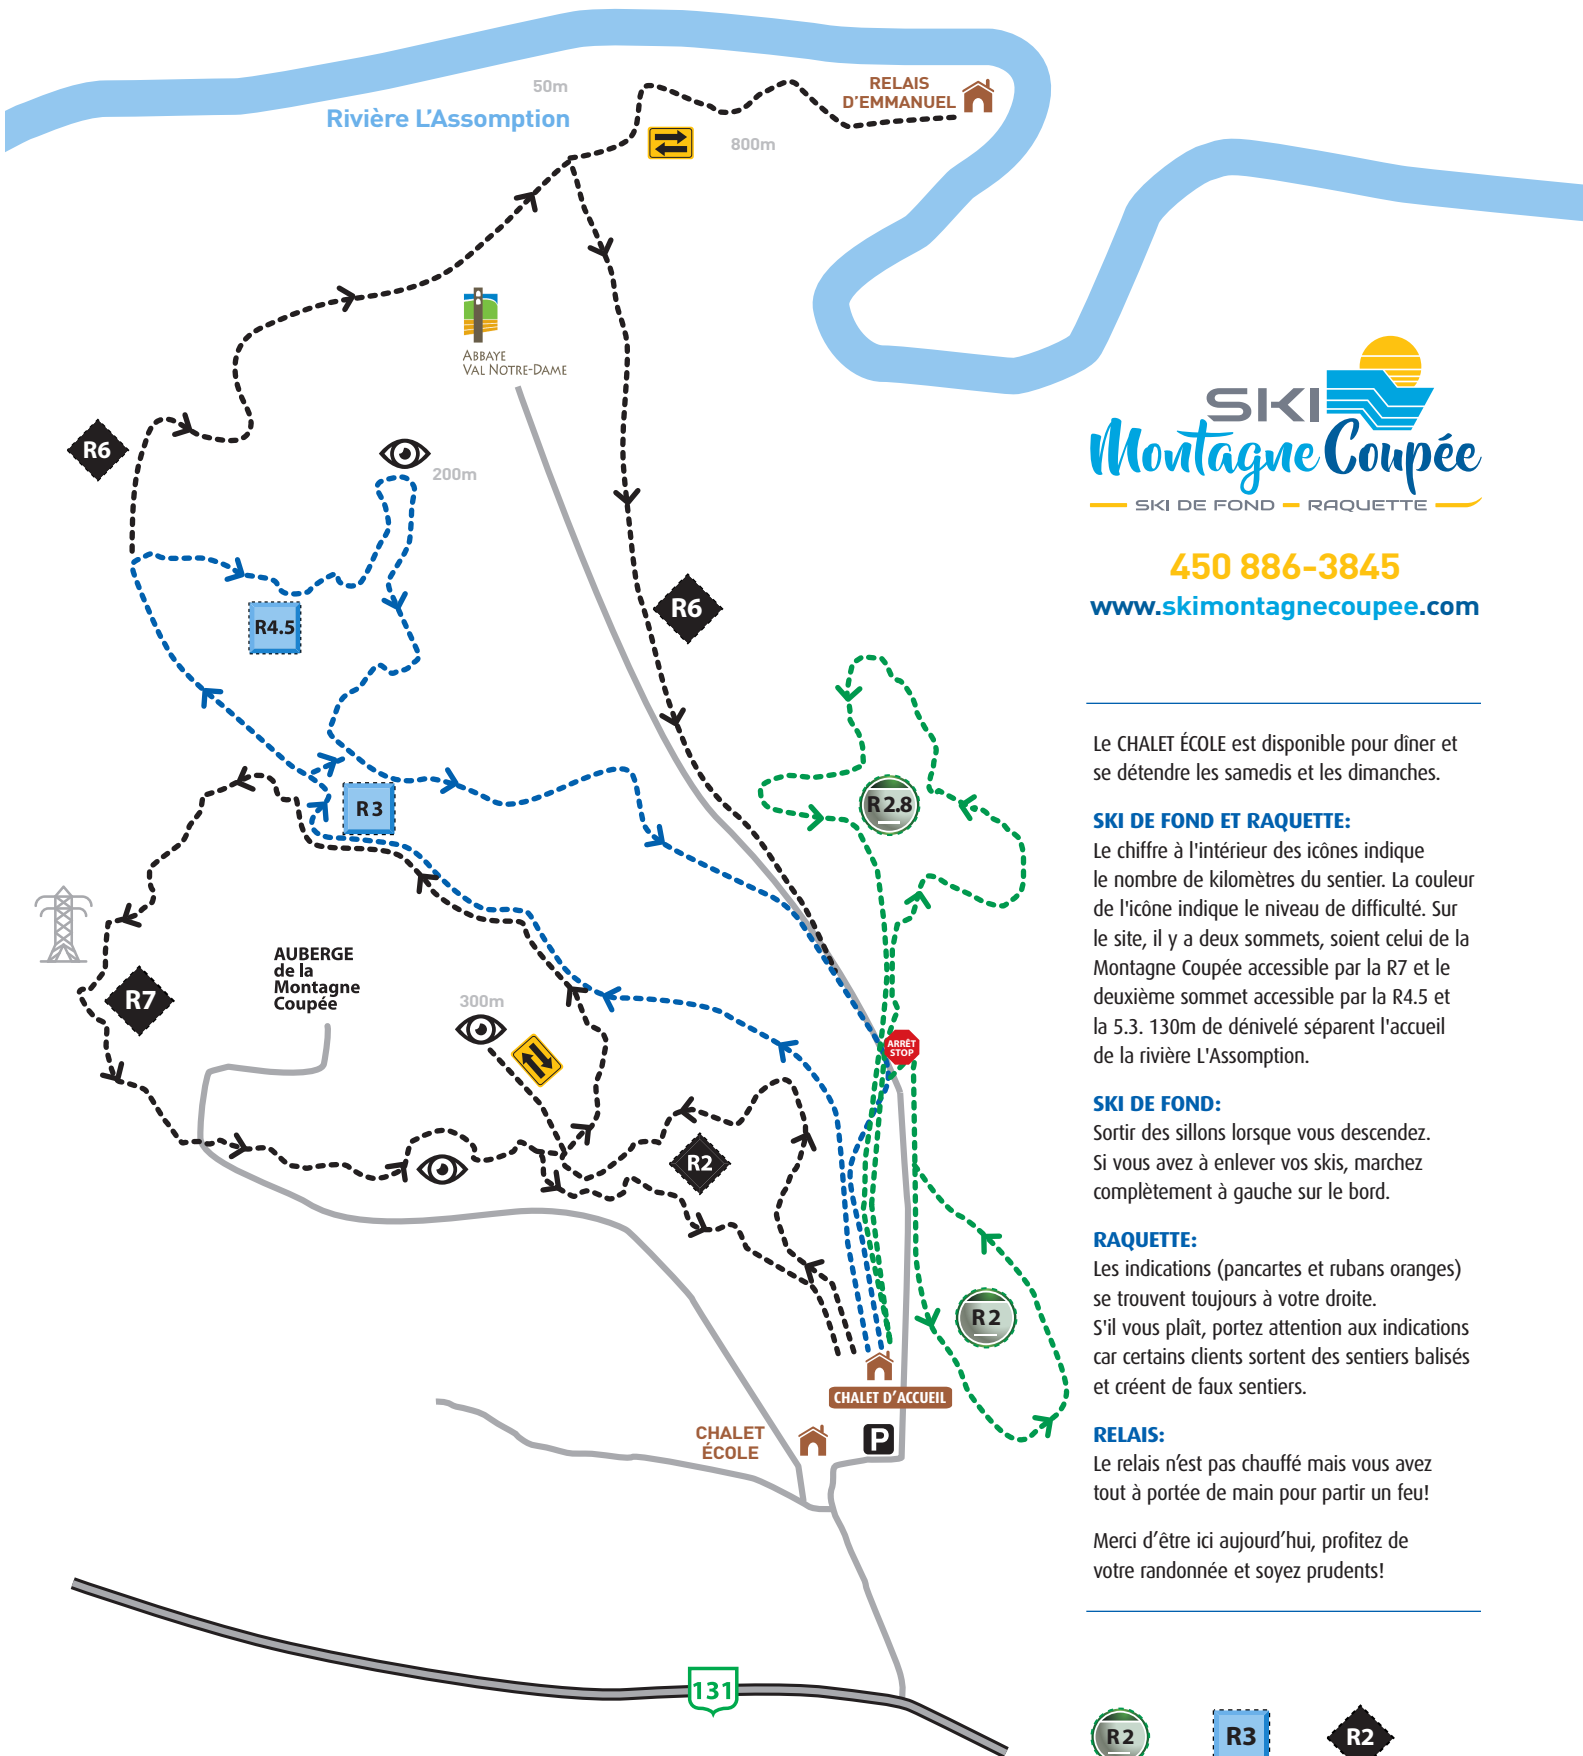 50m
Rivière L'Assomption
RELAIS
D'EMMANUEL
800m
ABBAYE
VAL NOTRE-DAME
R6
200m
R4.5
R6
R3
R2.8
AUBERGE
de la
Montagne
Coupée
R7
300m
ARRÊT
STOP
R2
R2
CHALET D'ACCUEIL
CHALET
ÉCOLE
P
131
SKI
Montagne Coupée
SKI DE FOND RAQUETTE
450 886-3845
www.skimontagnecoupee.com
Le CHALET ÉCOLE est disponible pour dîner et
se détendre les samedis et les dimanches.
SKI DE FOND ET RAQUETTE:
Le chiffre à l'intérieur des icônes indique
le nombre de kilomètres du sentier. La couleur
de l'icône indique le niveau de difficulté. Sur
le site, il y a deux sommets, soient celui de la
Montagne Coupée accessible par la R7 et le
deuxième sommet accessible par la R4.5 et
la 5.3. 130m de dénivelé séparent l'accueil
de la rivière L'Assomption.
SKI DE FOND:
Sortir des sillons lorsque vous descendez.
Si vous avez à enlever vos skis, marchez
complètement à gauche sur le bord.
RAQUETTE:
Les indications (pancartes et rubans oranges)
se trouvent toujours à votre droite.
S'il vous plaît, portez attention aux indications
car certains clients sortent des sentiers balisés
et créent de faux sentiers.
RELAIS:
Le relais n'est pas chauffé mais vous avez
tout à portée de main pour partir un feu!
Merci d'être ici aujourd'hui, profitez de
votre randonnée et soyez prudents!
R2
R3
R2